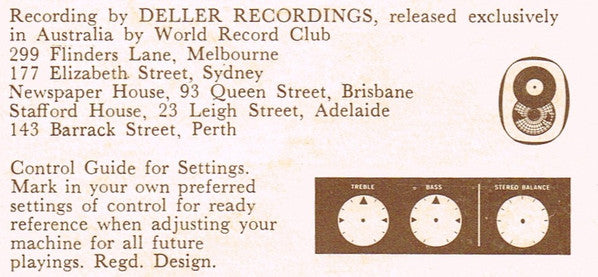 Recording by DELLER RECORDINGS, released exclusively
in Australia by World Record Club
299 Flinders Lane, Melbourne
177 Elizabeth Street, Sydney
Newspaper House, 93 Queen Street, Brisbane
Stafford House, 23 Leigh Street, Adelaide
143 Barrack Street, Perth
Control Guide for Settings.
Mark in your own preferred
settings of control for ready
reference when adjusting your
machine for all future
playings. Regd. Design.
TREBLE BASS STEREO BALANCE